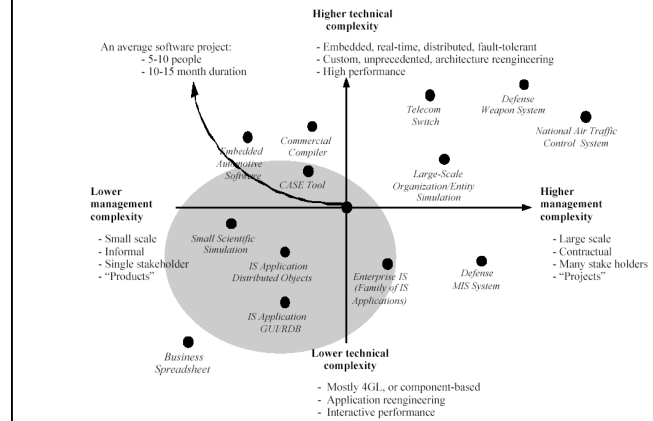 Higher technical
complexity
- Embedded, real-time, distributed, fault-tolerant
- Custom, unprecedented, architecture reengineering
- High performance
An average software project:
- 5-10 people
- 10-15 month duration
Embedded
Automotive
Software
Commercial
Compiler
CASE Tool
Telecom
Switch
Defense
Weapon System
National Air Traffic
Control System
Large-Scale
Organization/Entity
Simulation
Lower
management
complexity
- Small scale
- Informal
- Single stakeholder
- “Products”
Higher
management
complexity
- Large scale
- Contractual
- Many stake holders
- “Projects”
Small Scientific
Simulation
IS Application
Distributed Objects
Enterprise IS
(Family of IS
Applications)
Defense
MIS System
IS Application
GUI/RDB
Business
Spreadsheet
Lower technical
complexity
- Mostly 4GL, or component-based
- Application reengineering
- Interactive performance